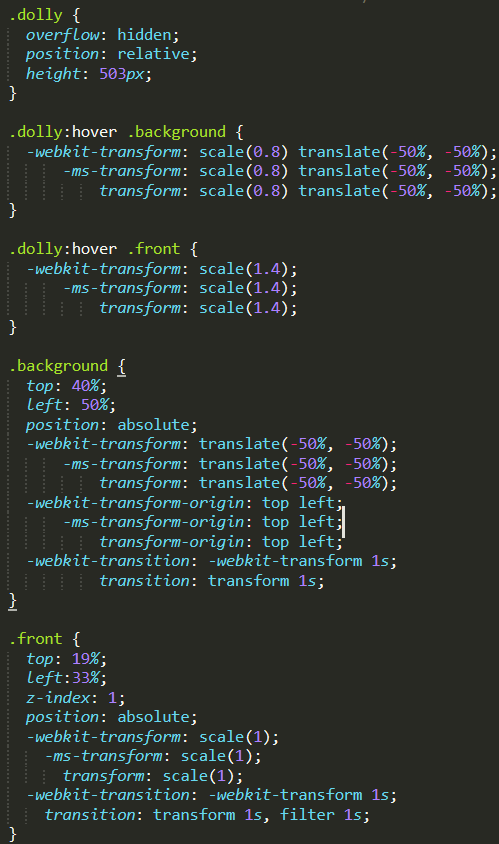 .dolly {
overflow: hidden;
position: relative;
height: 503px;
}
.dolly:hover .background {
-webkit-transform: scale(0.8) translate(-50%, -50%);
-ms-transform: scale(0.8) translate(-50%, -50%);
transform: scale(0.8) translate(-50%, -50%);
}
.dolly:hover .front {
-webkit-transform: scale(1.4);
-ms-transform: scale(1.4);
transform: scale(1.4);
}
.background {
top: 40%;
left: 50%;
position: absolute;
-webkit-transform: translate(-50%, -50%);
-ms-transform: translate(-50%, -50%);
transform: translate(-50%, -50%);
-webkit-transform-origin: top left;
-ms-transform-origin: top left;
transform-origin: top left;
-webkit-transition: -webkit-transform 1s;
transition: transform 1s;
}
.front {
top: 19%;
left:33%;
z-index: 1;
position: absolute;
-webkit-transform: scale(1);
-ms-transform: scale(1);
transform: scale(1);
-webkit-transition: -webkit-transform 1s;
transition: transform 1s, filter 1s;
}